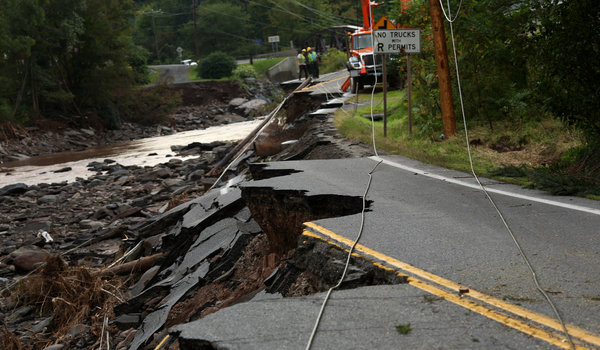 NO TRUCKS
WITH
R PERMITS